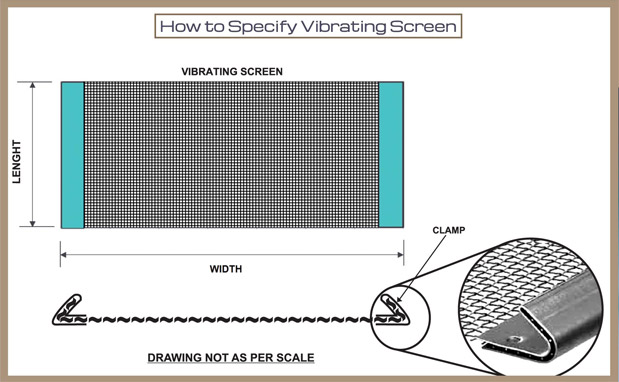 How to Specify Vibrating Screen
VIBRATING SCREEN
LENGHT
CLAMP
WIDTH
DRAWING NOT AS PER SCALE